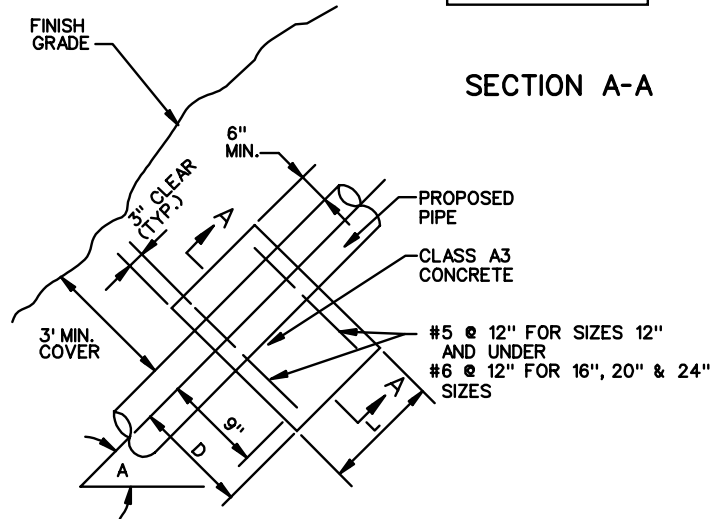 FINISH
GRADE
SECTION A-A
6"
MIN.
3" CLEAR
(TYP.)
A
PROPOSED
PIPE
CLASS A3
CONCRETE
3' MIN.
COVER
#5 @ 12" FOR SIZES 12"
AND UNDER
#6 @ 12" FOR 16", 20" & 24"
SIZES
A
9"
L
D
A